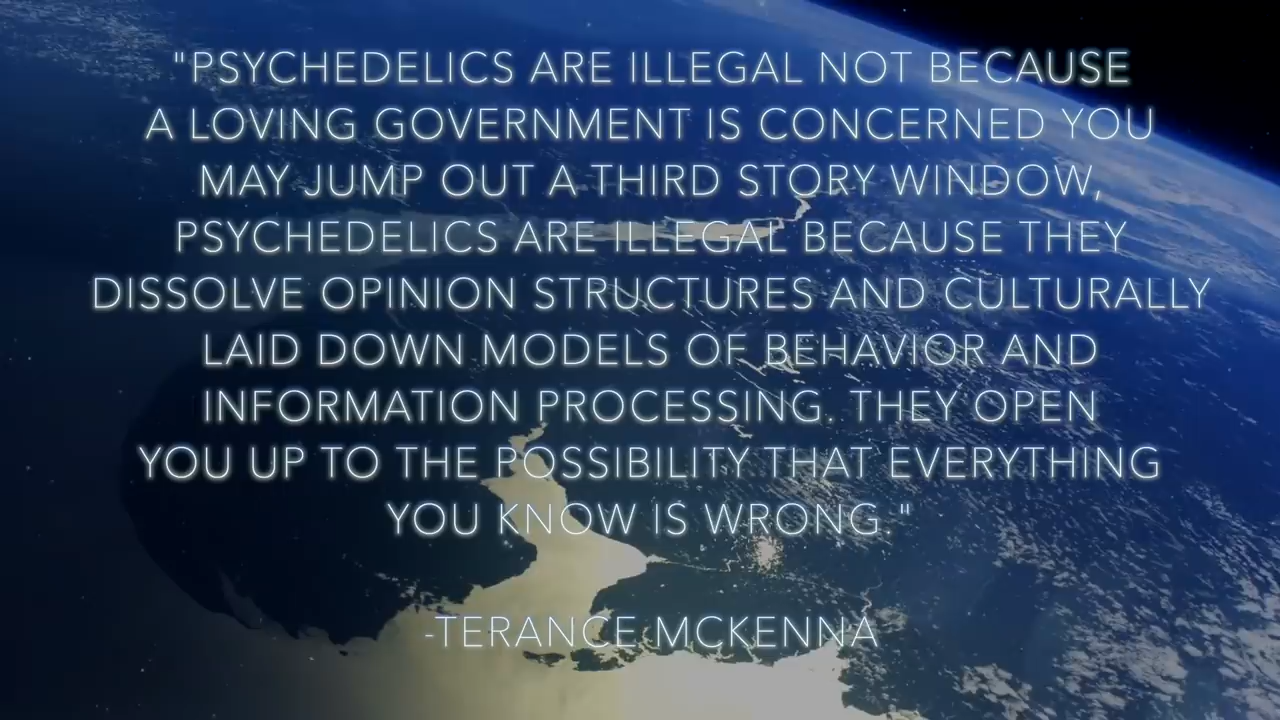 "PSYCHEDELICS ARE ILLEGAL NOT BECAUSE
A LOVING GOVERNMENT IS CONCERNED YOU
MAY JUMP OUT A THIRD STORY WINDOW,
PSYCHEDELICS ARE ILLEGAL BECAUSE THEY
DISSOLVE OPINION STRUCTURES AND CULTURALLY
LAID DOWN MODELS OF BEHAVIOR AND
INFORMATION PROCESSING. THEY OPEN
YOU UP TO THE POSSIBILITY THAT EVERYTHING
YOU KNOW IS WRONG."
-TERANCE MCKENNA